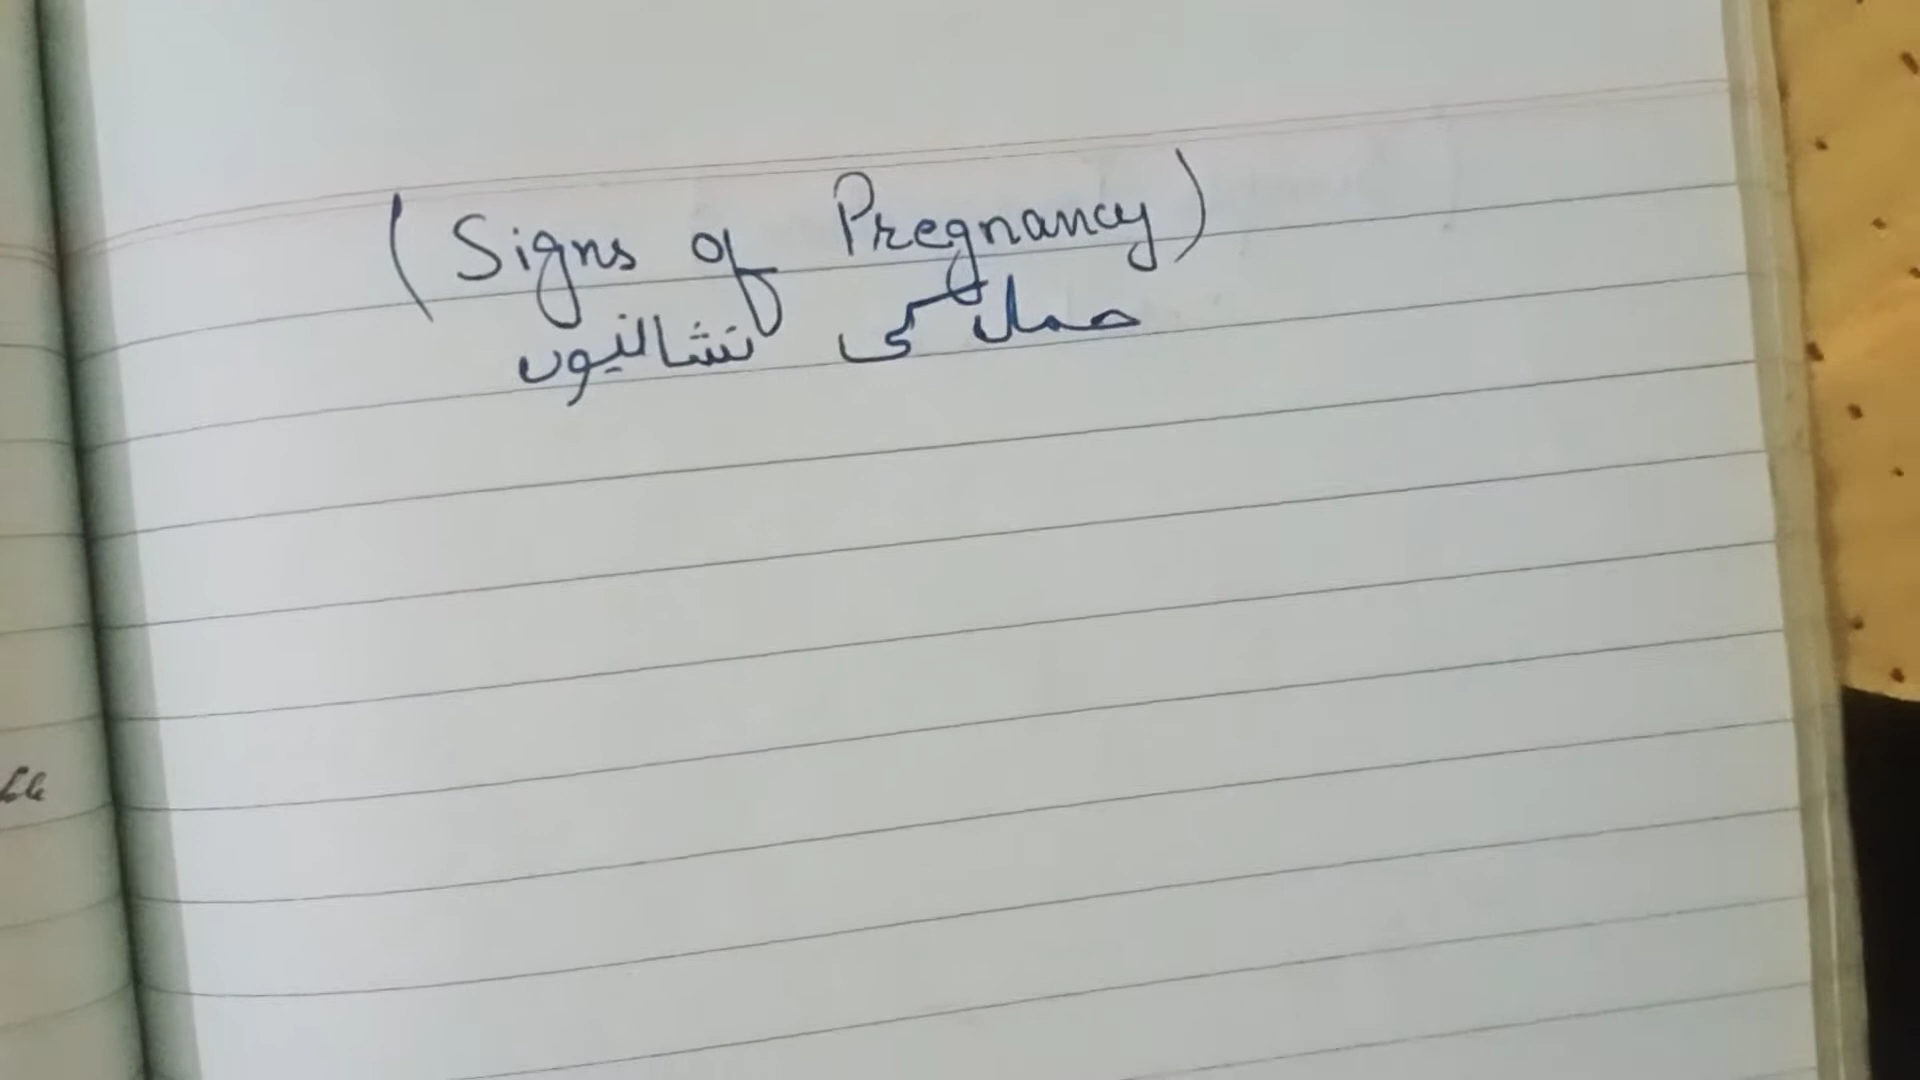 (Signs of Pregnancy)
حمل کی نشانیوں